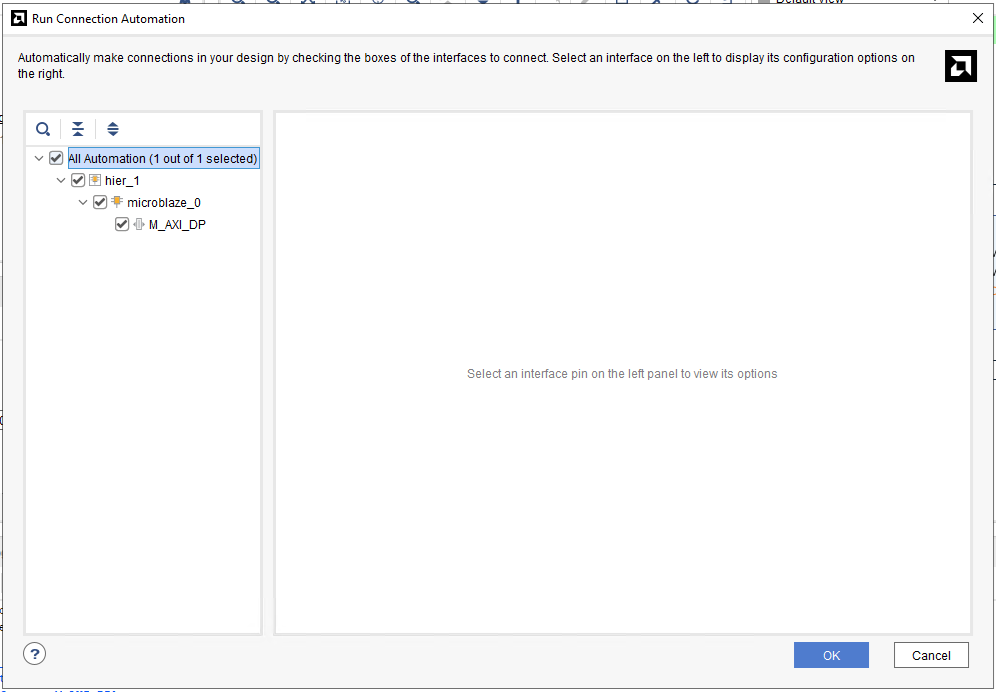 Default View
Run Connection Automation
Automatically make connections in your design by checking the boxes of the interfaces to connect. Select an interface on the left to display its configuration options on
the right.
All Automation (1 out of 1 selected)
hier_1
microblaze_0
M_AXI_DP
Select an interface pin on the left panel to view its options
?
OK
Cancel